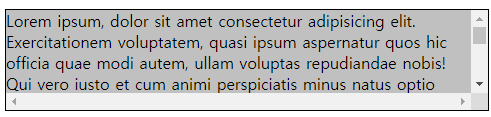 Lorem ipsum, dolor sit amet consectetur adipisicing elit.
Exercitationem voluptatem, quasi ipsum aspernatur quos hic
officia quae modi autem, ullam voluptas repudiandae nobis!
Qui vero iusto et cum animi perspiciatis minus natus optio